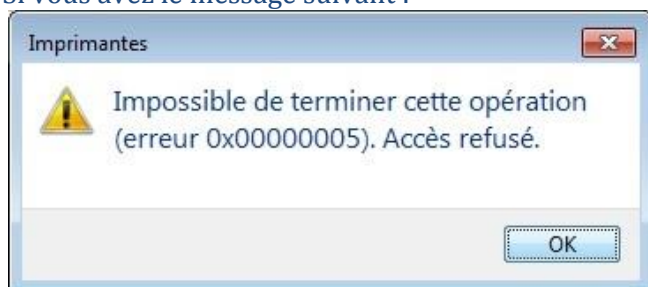 Si vous avez le message suivant :
Imprimantes
Impossible de terminer cette opération
(erreur 0x00000005). Accès refusé.
OK